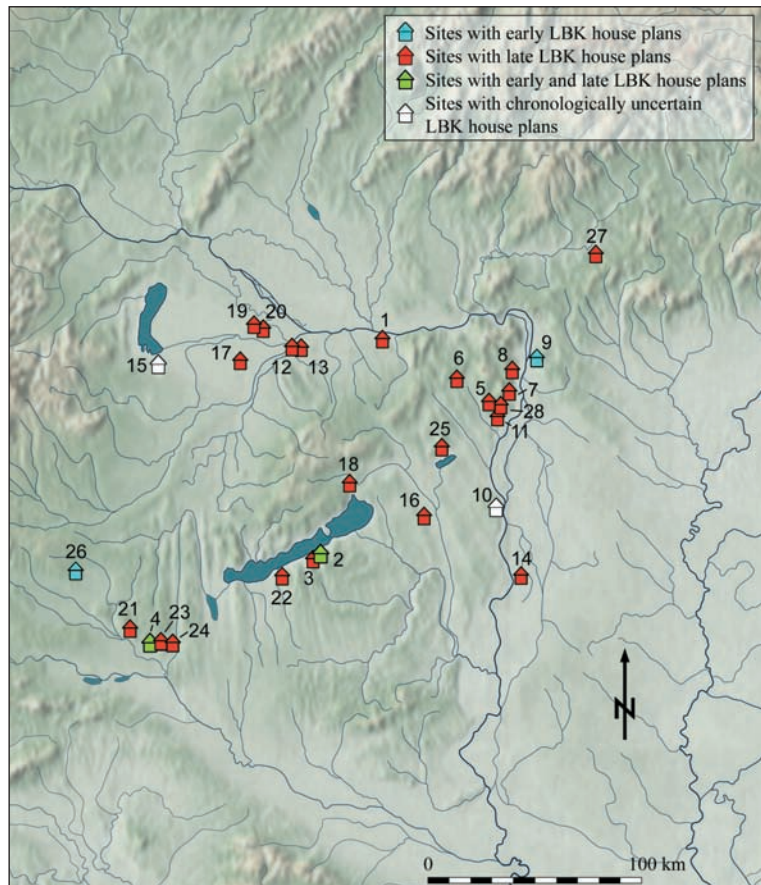 Sites with early LBK house plans
Sites with late LBK house plans
Sites with early and late LBK house plans
Sites with chronologically uncertain
LBK house plans
27
19 20
1
9
8
15
17
12 13
6
7
5
28
11
25
18
10
16
26
2
3
14
22
21 4 23
24
N
0 100 km